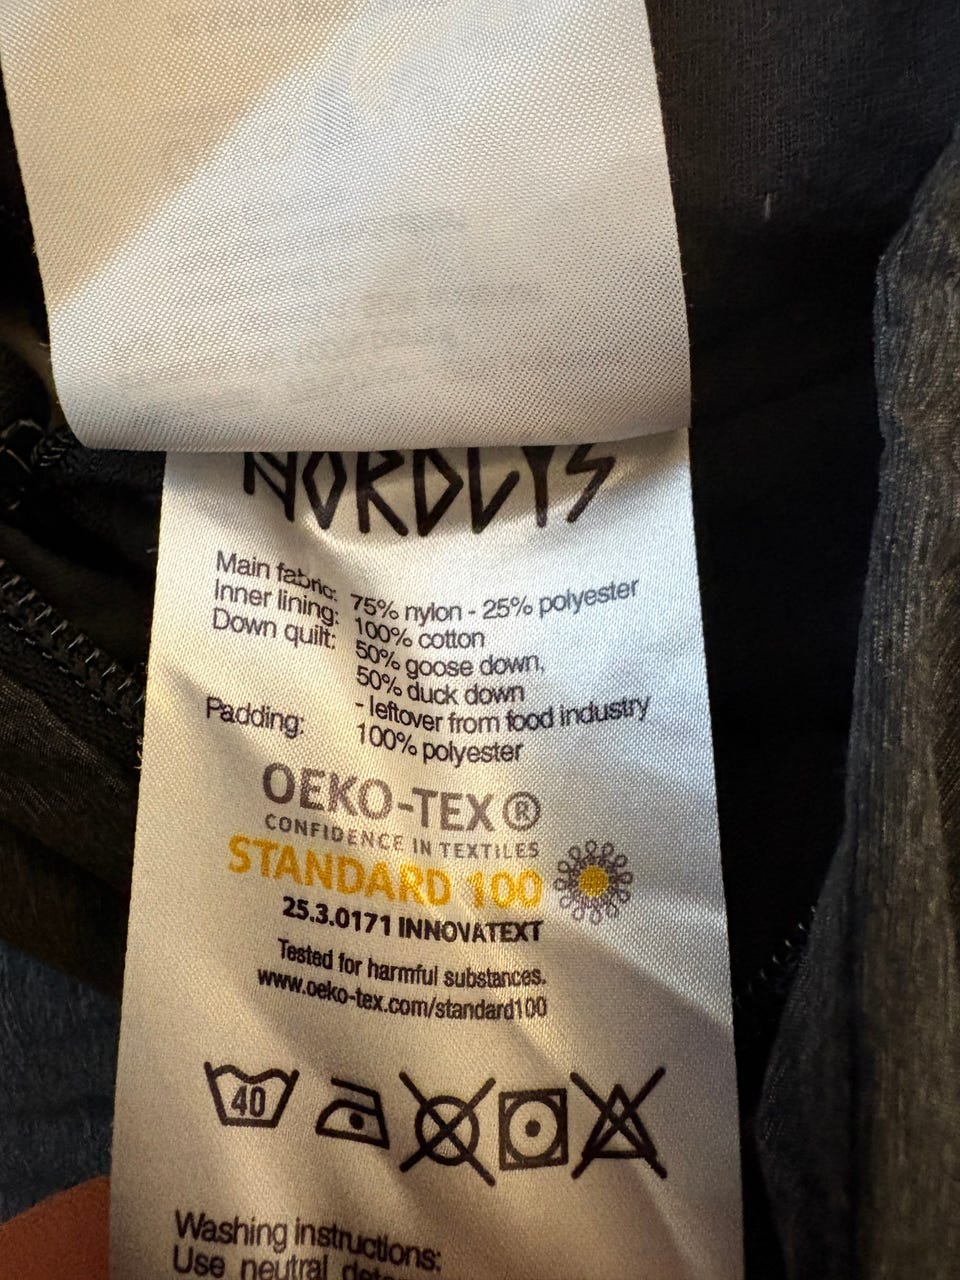 NORDLYS
Main fabric: 75% nylon - 25% polyester
Inner lining: 100% cotton
Down quilt: 50% goose down,
50% duck down
- leftover from food industry
Padding: 100% polyester
OEKO-TEX®
CONFIDENCE IN TEXTILES
STANDARD 100
25.3.0171 INNOVATEXT
Tested for harmful substances.
www.oeko-tex.com/standard100
40
Washing instructions:
Use neutral